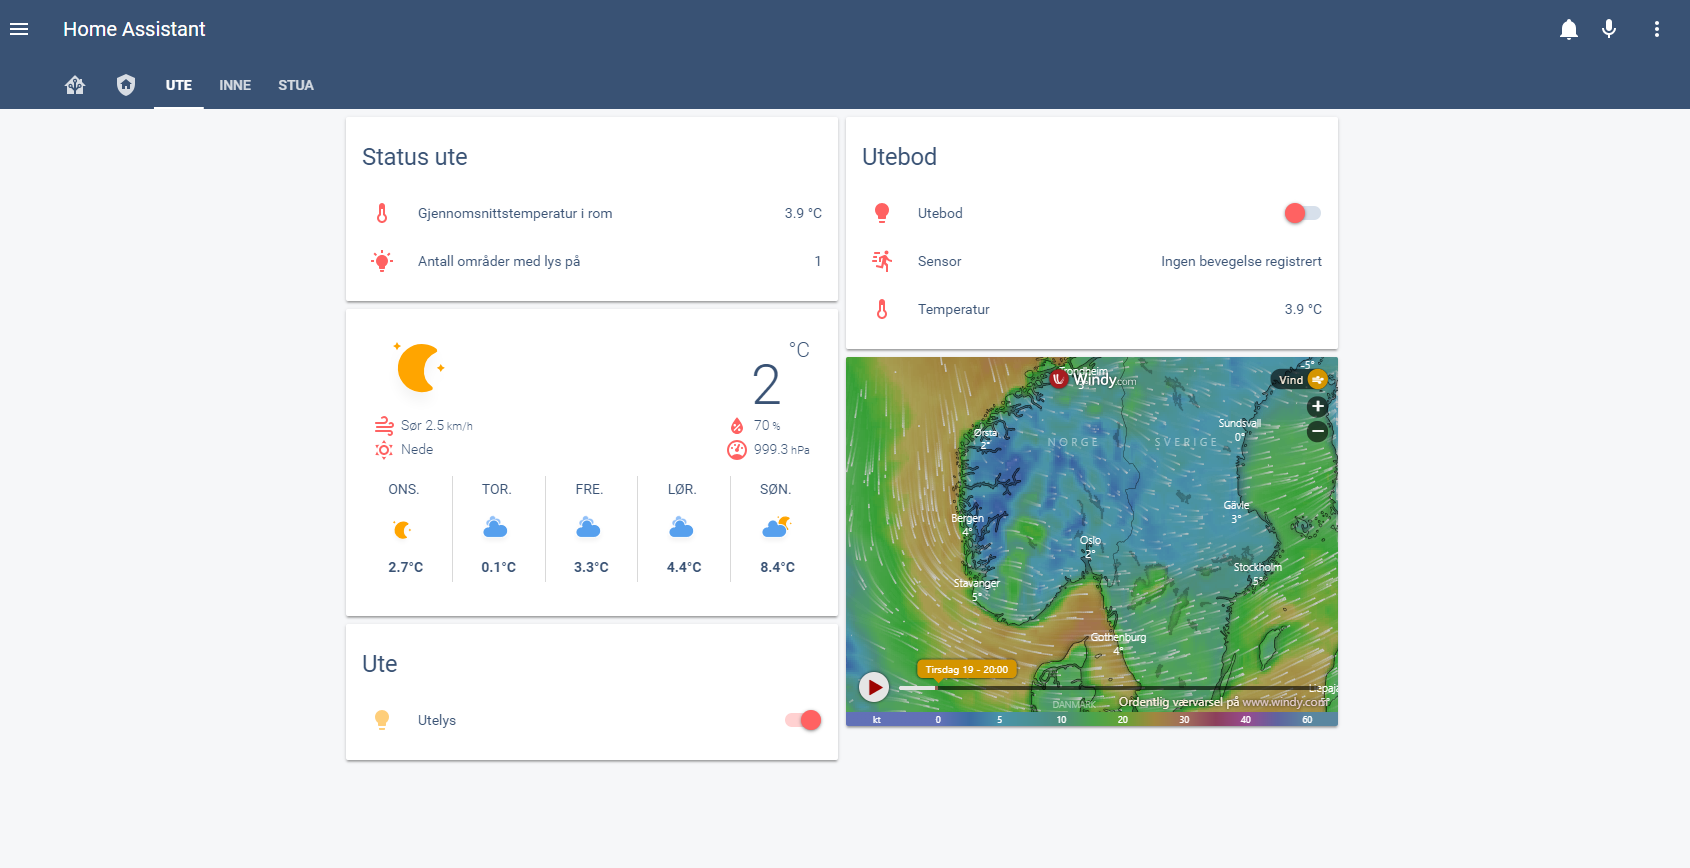 Home Assistant
UTE INNE STUA
Status ute
Gjennomsnittstemperatur i rom 3.9 °C
Antall områder med lys på 1
°C
2
Sør 2.5 km/h 70 %
Nede 999.3 hPa
ONS. TOR. FRE. LØR. SØN.
2.7°C 0.1°C 3.3°C 4.4°C 8.4°C
Ute
Utelys
Utebod
Utebod
Sensor Ingen bevegelse registrert
Temperatur 3.9 °C
-5°
Trondheim
Windy.com
Vind
+
−
Sundsvall
0°
Ørsta
2°
NORGE SVERIGE
Gävle
3°
Bergen
4°
Oslo
2°
Stockholm
5°
Stavanger
5°
Gothenburg
4°
Tirsdag 19 - 20:00
DANMARK
Ordentlig værvarsel på www.windy.com
kt 0 5 10 20 30 40 60